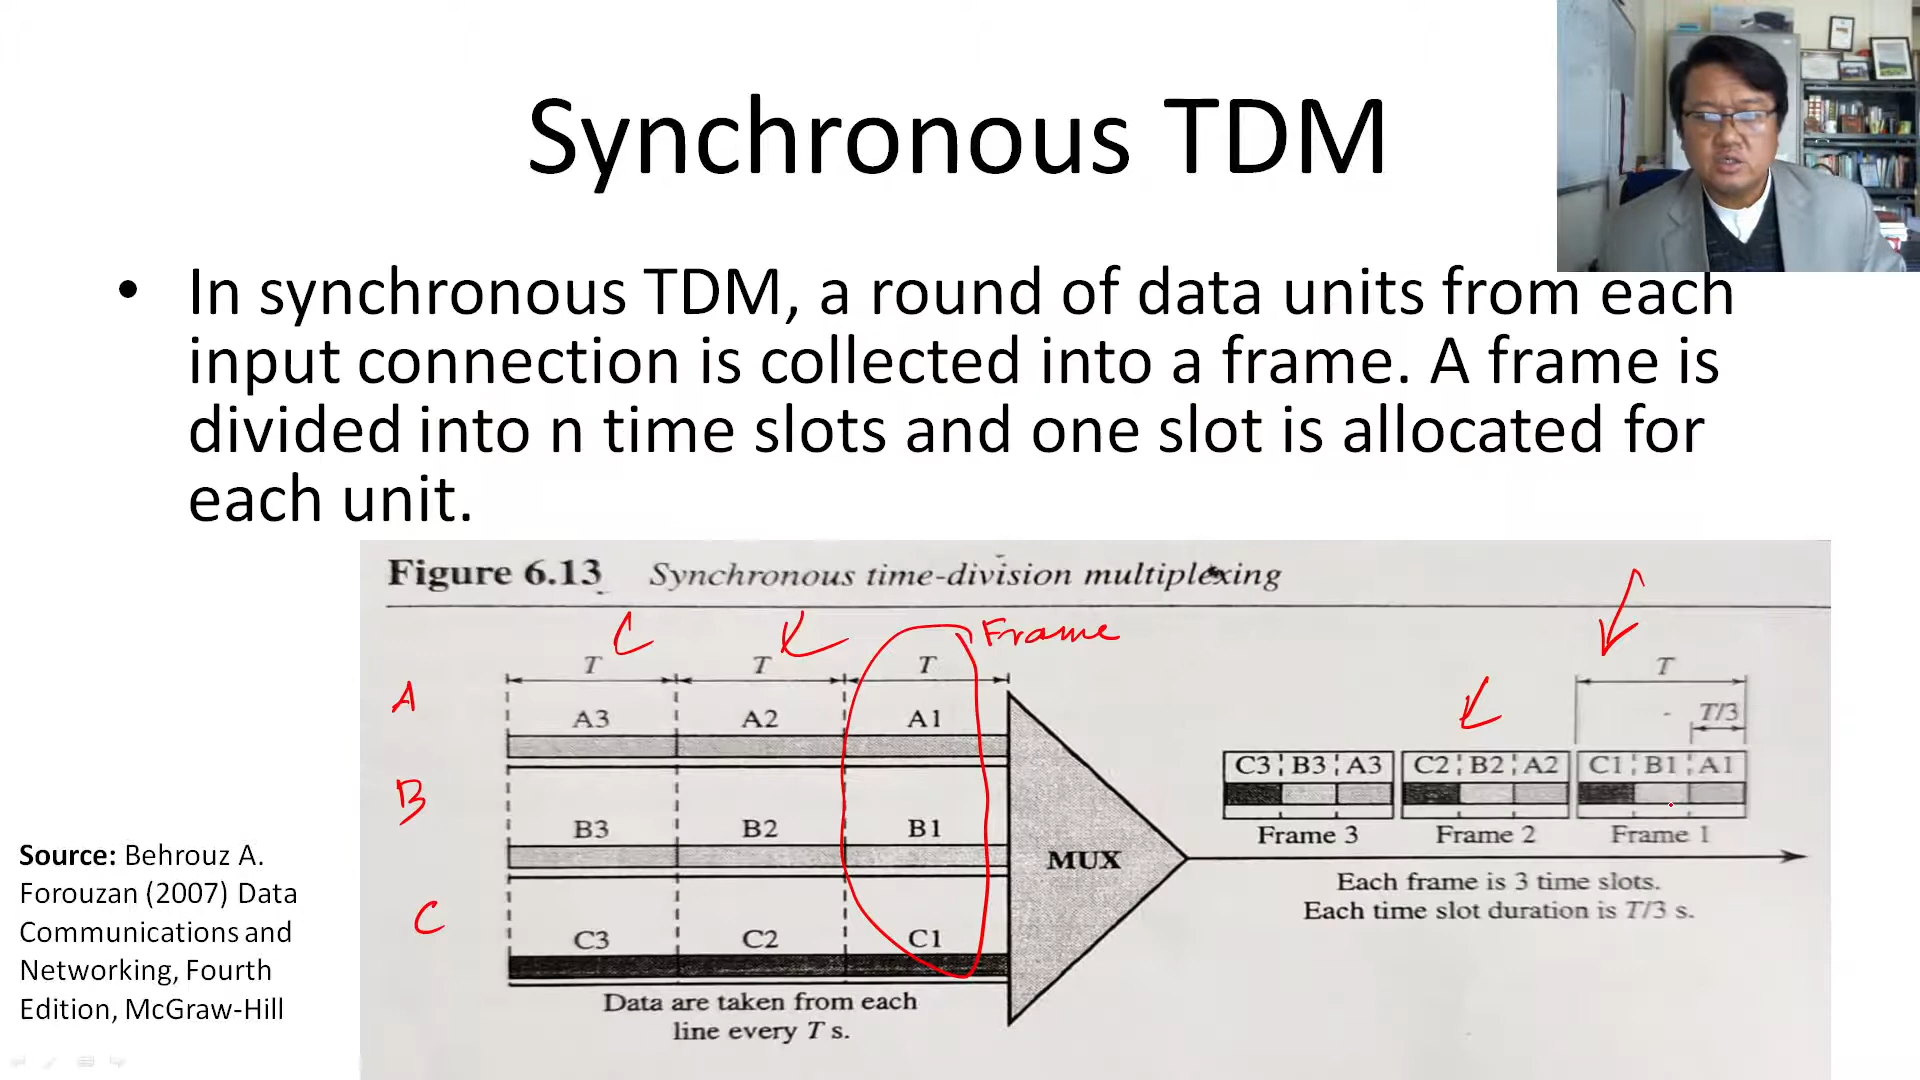 Synchronous TDM
• In synchronous TDM, a round of data units from each
input connection is collected into a frame. A frame is
divided into n time slots and one slot is allocated for
each unit.
Figure 6.13 Synchronous time-division multiplexing
Frame
T T T
T
T/3
A
A3 A2 A1
C3 B3 A3 C2 B2 A2 C1 B1 A1
Frame 3 Frame 2 Frame 1
B
B3 B2 B1
MUX
Each frame is 3 time slots.
Each time slot duration is T/3 s.
C
C3 C2 C1
Data are taken from each
line every T s.
Source: Behrouz A.
Forouzan (2007) Data
Communications and
Networking, Fourth
Edition, McGraw-Hill